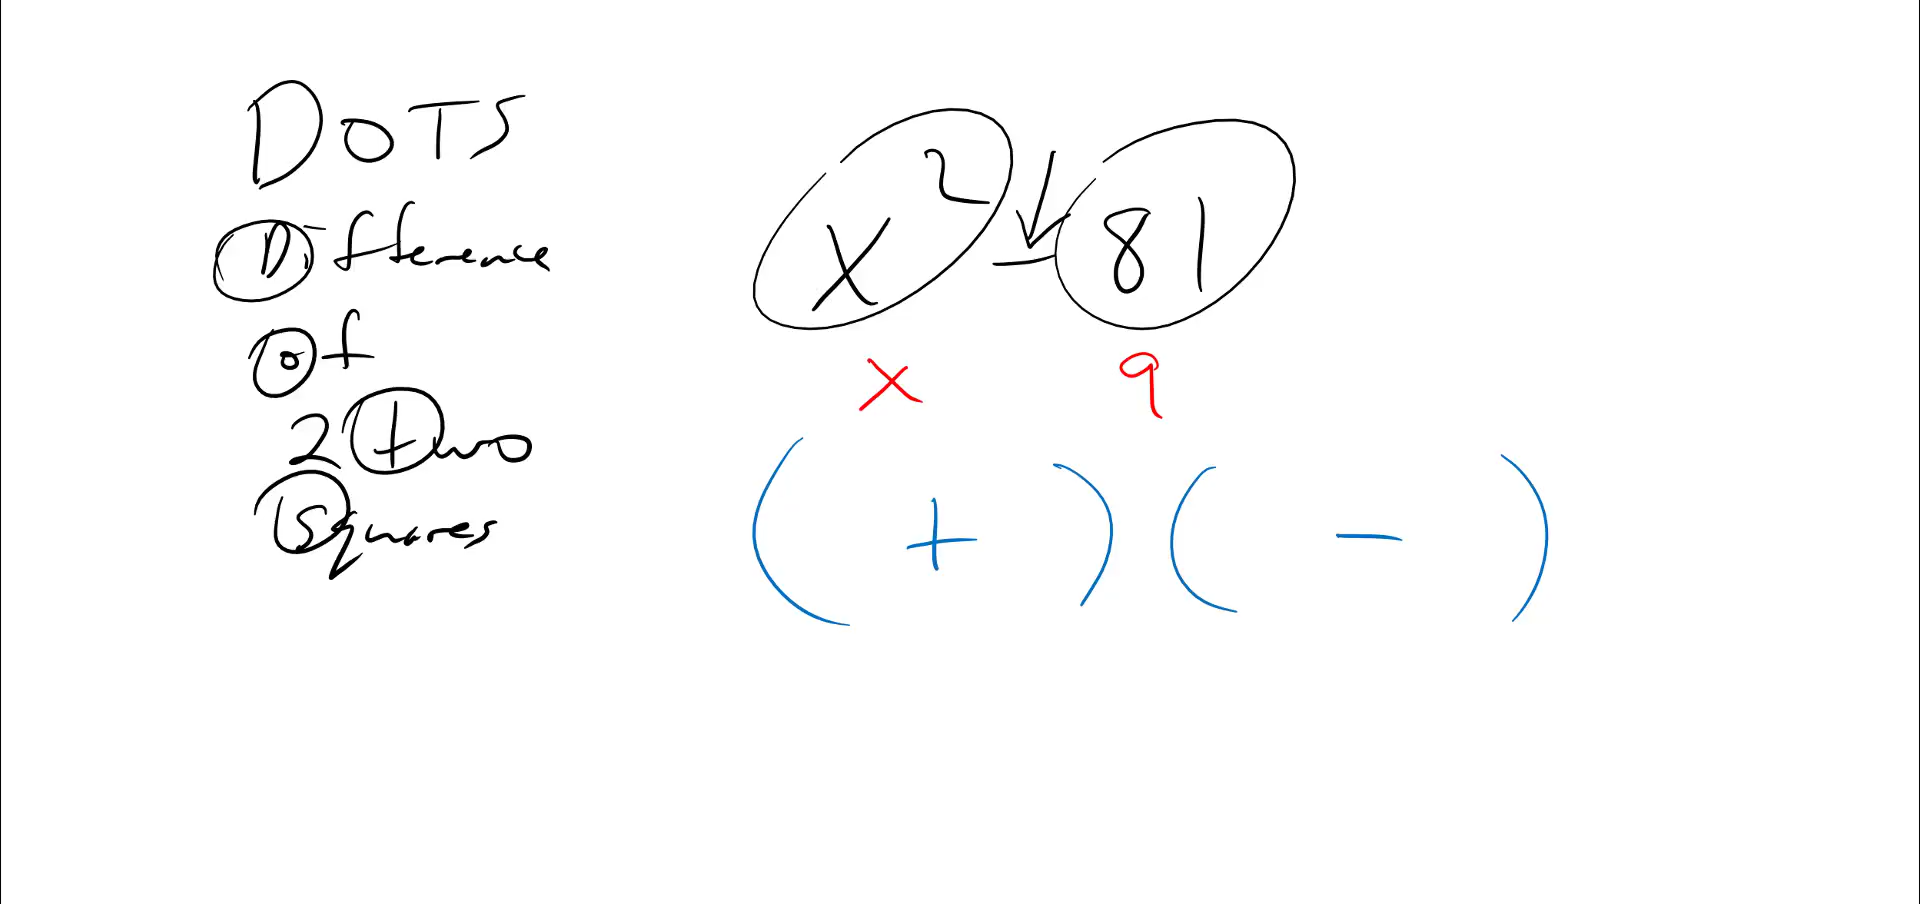 DOTS
Difference
of
2 two
Squares
x² - 81
x 9
( + ) ( - )